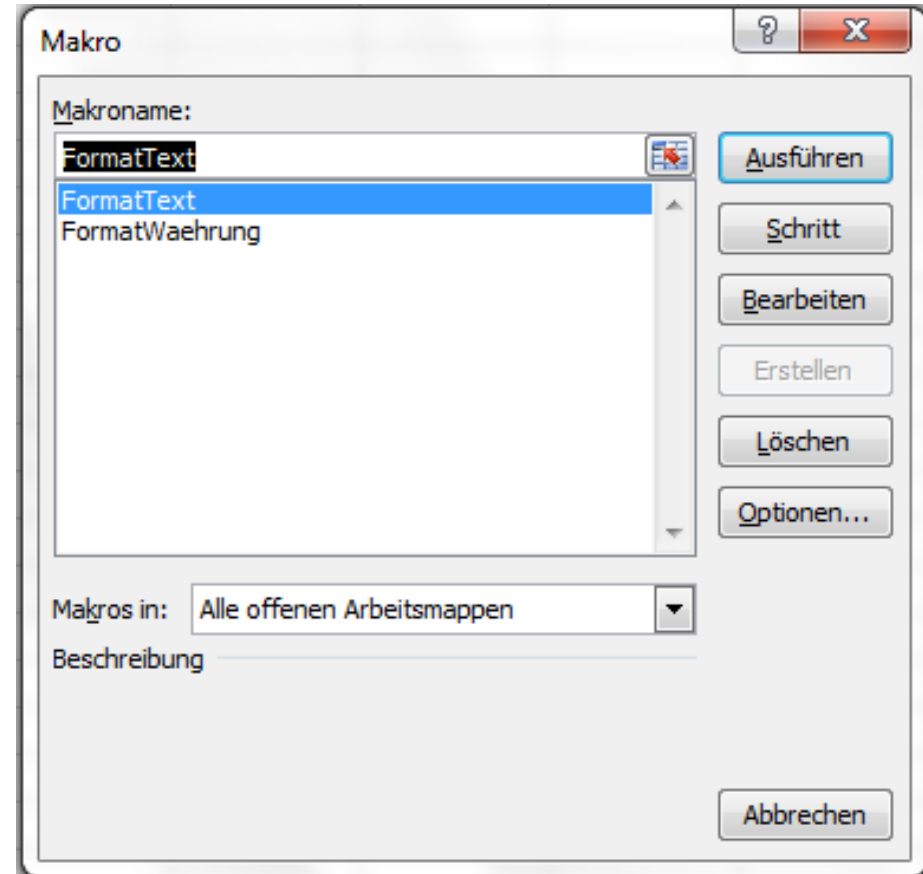 Makro
?
Makroname:
FormatText
Ausführen
FormatText
FormatWaehrung
Schritt
Bearbeiten
Erstellen
Löschen
Optionen...
Makros in:
Alle offenen Arbeitsmappen
Beschreibung
Abbrechen